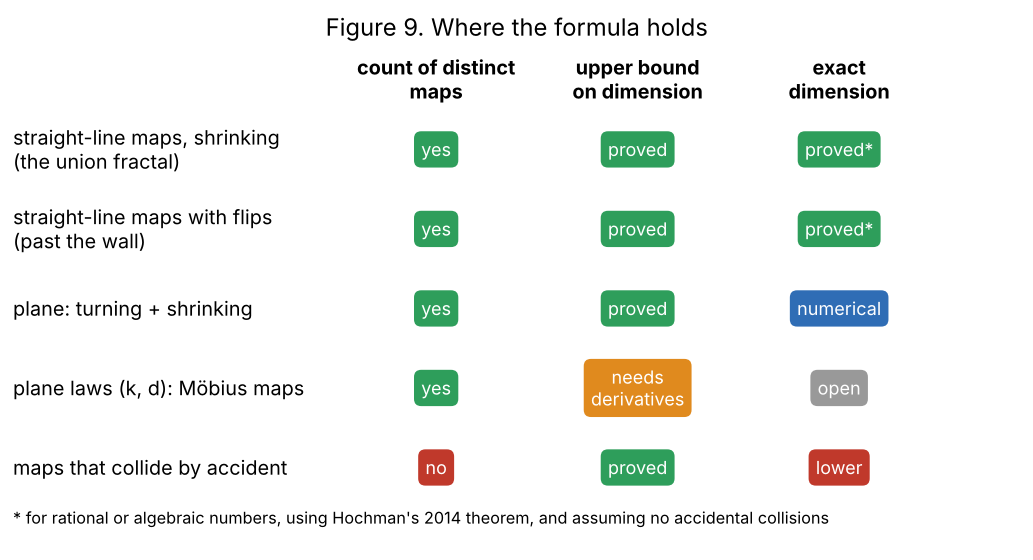 Figure 9. Where the formula holds
count of distinct
maps
upper bound
on dimension
exact
dimension
straight-line maps, shrinking
(the union fractal)
yes
proved
proved*
straight-line maps with flips
(past the wall)
yes
proved
proved*
plane: turning + shrinking
yes
proved
numerical
plane laws (k, d): Möbius maps
yes
needs
derivatives
open
maps that collide by accident
no
proved
lower
* for rational or algebraic numbers, using Hochman's 2014 theorem, and assuming no accidental collisions